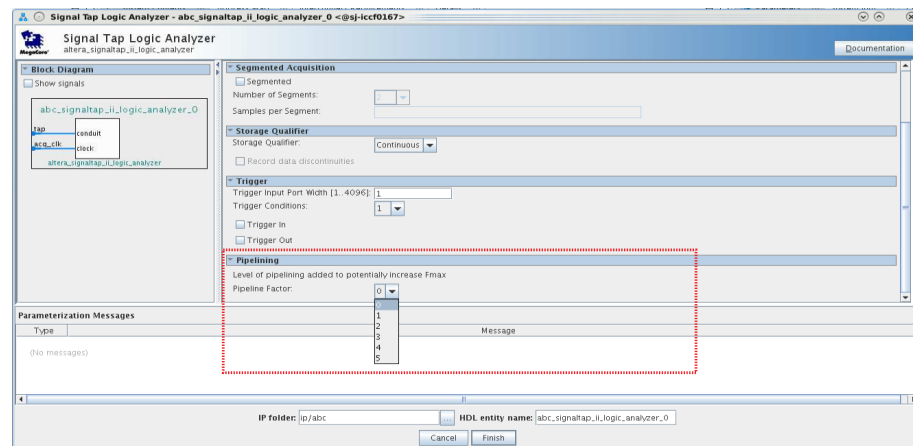 Signal Tap Logic Analyzer - abc_signaltap_ii_logic_analyzer_0 <@sj-iccf0167>
MegaCore
Signal Tap Logic Analyzer
altera_signaltap_ii_logic_analyzer
Documentation
Block Diagram
Show signals
abc_signaltap_ii_logic_analyzer_0
tap
conduit
acq_clk
clock
altera_signaltap_ii_logic_analyzer
Segmented Acquisition
Segmented
Number of Segments: 2
Samples per Segment:
Storage Qualifier
Storage Qualifier: Continuous
Record data discontinuities
Trigger
Trigger Input Port Width [1..4096]: 1
Trigger Conditions: 1
Trigger In
Trigger Out
Pipelining
Level of pipelining added to potentially increase Fmax
Pipeline Factor: 0
0
1
2
3
4
5
Parameterization Messages
Type Message
(No messages)
IP folder: ip/abc ... HDL entity name: abc_signaltap_ii_logic_analyzer_0
Cancel Finish